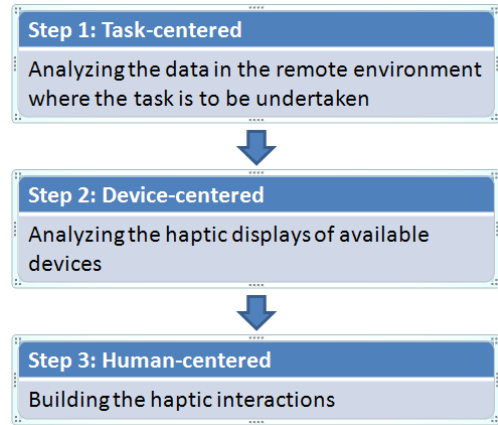 Step 1: Task-centered
Analyzing the data in the remote environment
where the task is to be undertaken
Step 2: Device-centered
Analyzing the haptic displays of available
devices
Step 3: Human-centered
Building the haptic interactions